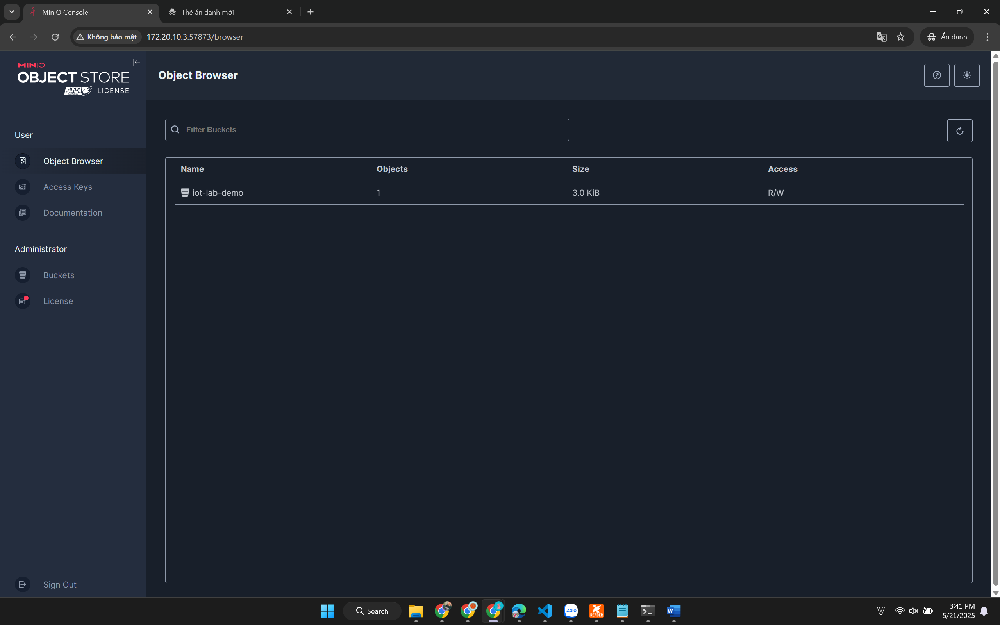 MinIO Console
Thẻ ẩn danh mới
Không bảo mật
172.20.10.3:57873/browser
Ẩn danh
MINIO
OBJECT STORE
AGPL LICENSE
Object Browser
User
Filter Buckets
Object Browser
Access Keys
Documentation
Name Objects Size Access
iot-lab-demo 1 3.0 KiB R/W
Administrator
Buckets
License
Sign Out
Search
Zalo
READER
W
V
3:41 PM
5/21/2025